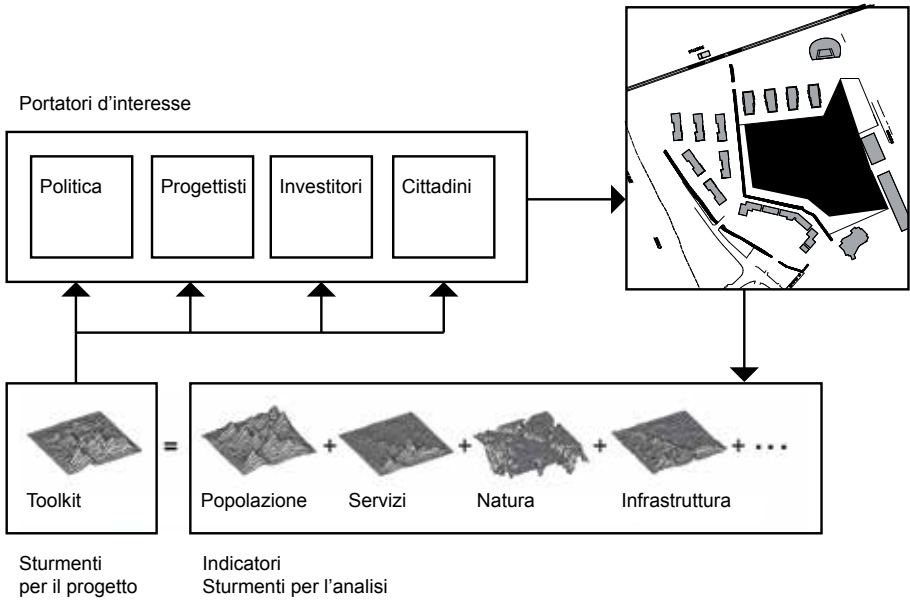 Portatori d'interesse
Politica
Progettisti
Investitori
Cittadini
= + + + + ...
Toolkit
Popolazione
Servizi
Natura
Infrastruttura
Sturmenti
per il progetto
Indicatori
Sturmenti per l'analisi